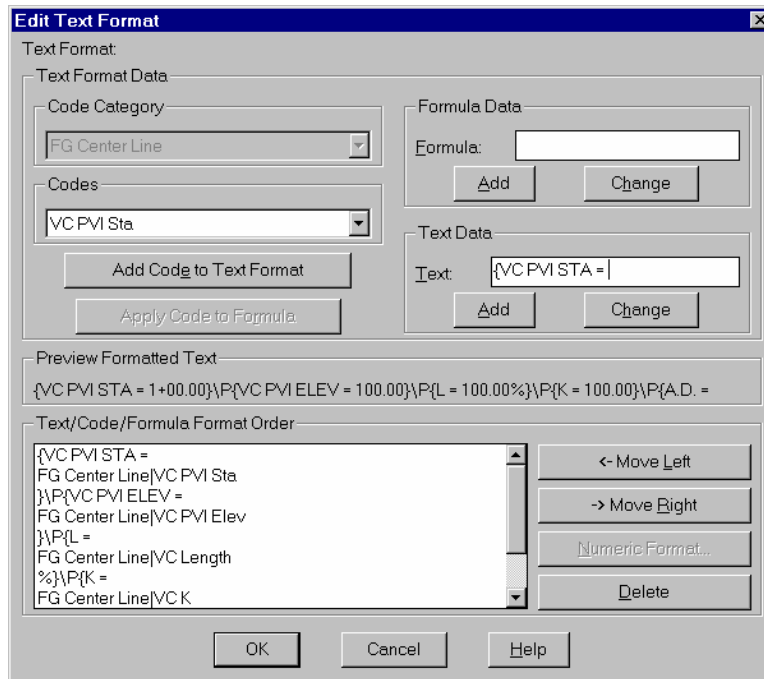 Edit Text Format
Text Format:
Text Format Data
Code Category
FG Center Line
Codes
VC PVI Sta
Add Code to Text Format
Apply Code to Formula
Formula Data
Formula:
Add
Change
Text Data
Text:
{VC PVI STA =
Add
Change
Preview Formatted Text
{VC PVI STA = 1+00.00}\P{VC PVI ELEV = 100.00}\P{L = 100.00%}\P{K = 100.00}\P{A.D. =
Text/Code/Formula Format Order
{VC PVI STA =
FG Center Line|VC PVI Sta
}\P{VC PVI ELEV =
FG Center Line|VC PVI Elev
}\P{L =
FG Center Line|VC Length
%}\P{K =
FG Center Line|VC K
<- Move Left
-> Move Right
Numeric Format...
Delete
OK
Cancel
Help